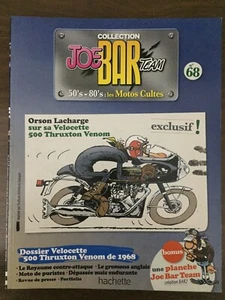 COLLECTION
JOE BAR TEAM
50's - 80's : les Motos Cultes
N° 68
Orson Lacharge
sur sa Velocette
500 Thruxton Venom
exclusif !
Dossier Velocette
500 Thruxton Venom de 1968
• Le Royaume contre-attaque • Le gromono anglais
• Moto de puristes • Dépassée mais endurante
• Revue de presse • Portfolio
hachette
bonus
une planche
Joe Bar Team